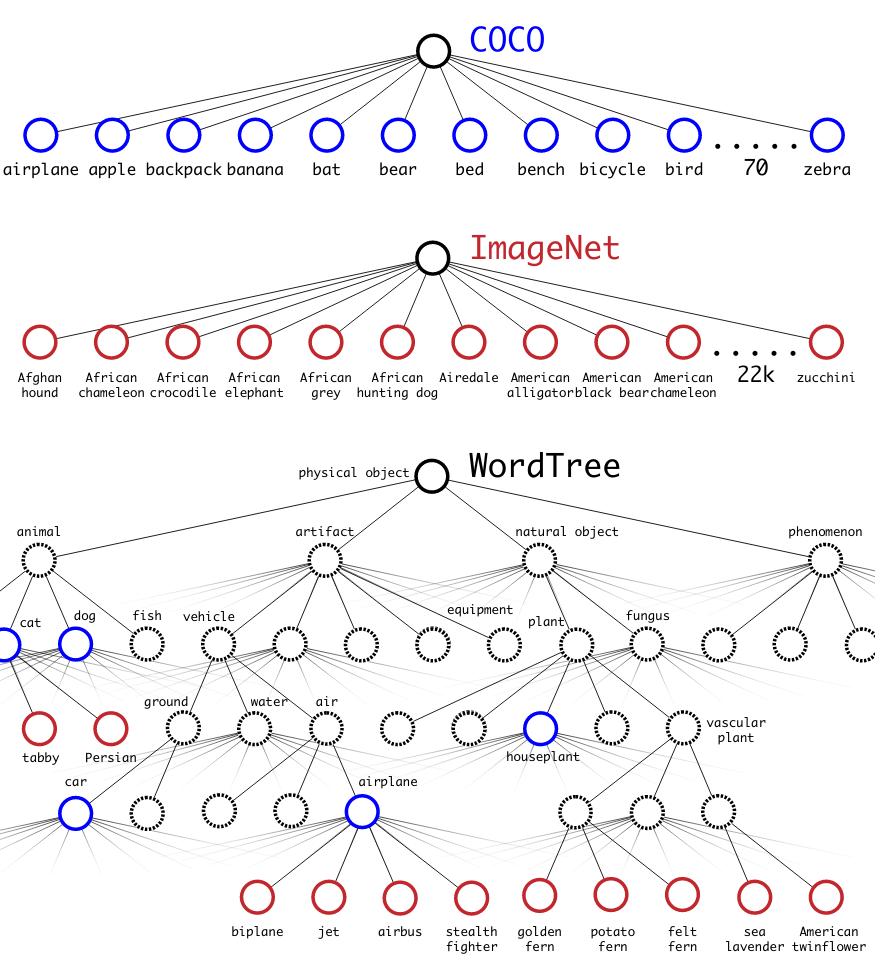 COCO
airplane apple backpack banana bat bear bed bench bicycle bird 70 zebra
ImageNet
Afghan hound
African chameleon
African crocodile
African elephant
African grey
African hunting dog
Airedale
American alligator
American black bear
American chameleon
22k
zucchini
WordTree
physical object
animal artifact natural object phenomenon
cat dog fish vehicle equipment plant fungus
ground water air vascular
plant
tabby Persian houseplant
car airplane
biplane jet airbus stealth fighter
golden fern
potato fern
felt fern
sea lavender
American twinflower